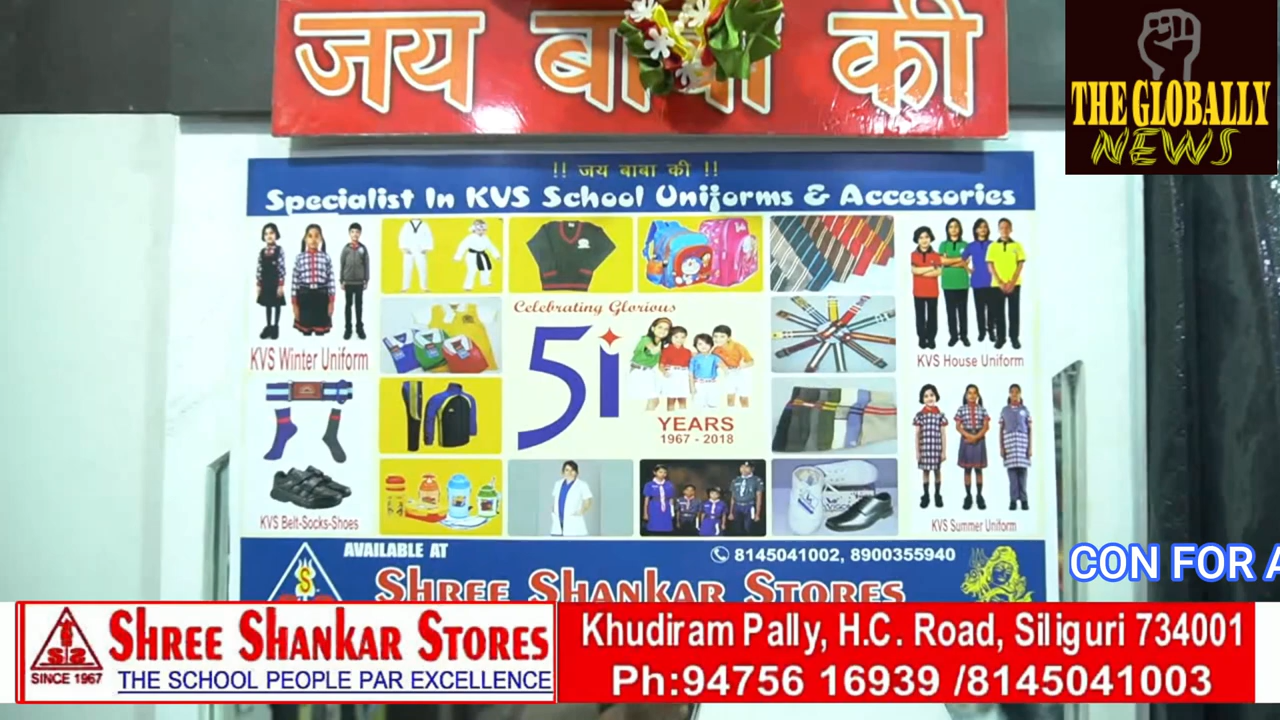 जय बाबा की
THE GLOBALLY
NEWS
!! जय बाबा की !!
Specialist In KVS School Uniforms & Accessories
KVS Winter Uniform
Celebrating Glorious
51
YEARS
1967 - 2018
KVS House Uniform
KVS Belt-Socks-Shoes
KVS Summer Uniform
AVAILABLE AT
8145041002, 8900355940
SHREE SHANKAR STORES
CON FOR A
SHREE SHANKAR STORES
SINCE 1967
THE SCHOOL PEOPLE PAR EXCELLENCE
Khudiram Pally, H.C. Road, Siliguri 734001
Ph:94756 16939 /8145041003